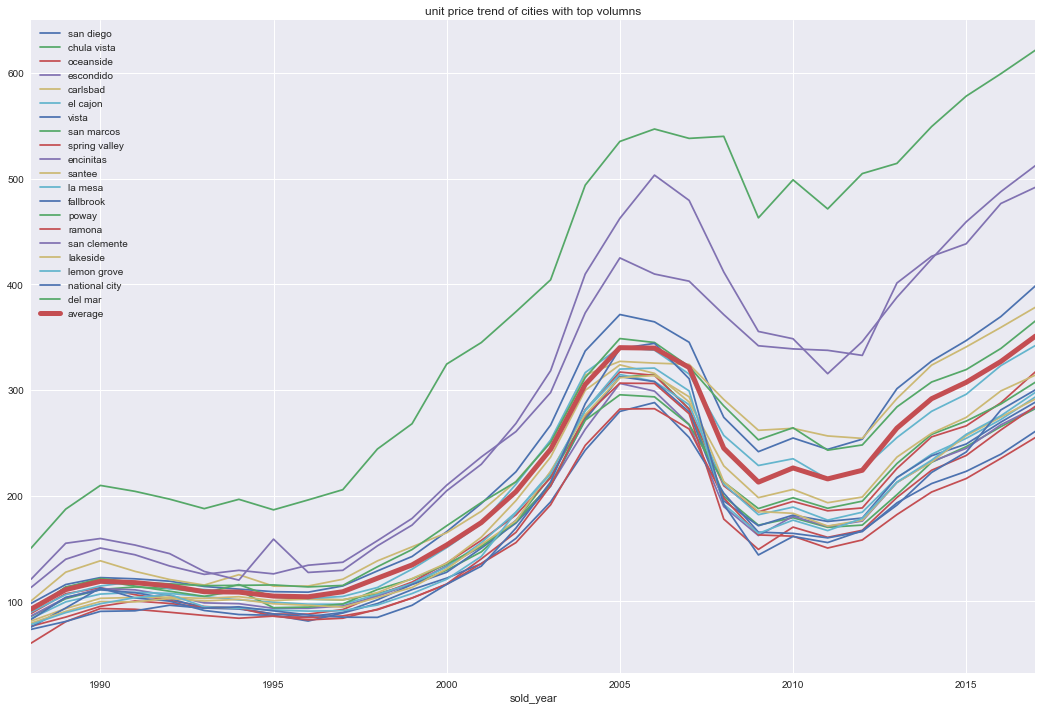 unit price trend of cities with top volumns
san diego
chula vista
oceanside
escondido
carlsbad
el cajon
vista
san marcos
spring valley
encinitas
santee
la mesa
fallbrook
poway
ramona
san clemente
lakeside
lemon grove
national city
del mar
average
600
500
400
300
200
100
1990 1995 2000 2005 2010 2015
sold_year